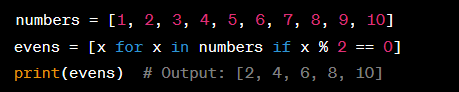 numbers = [1, 2, 3, 4, 5, 6, 7, 8, 9, 10]
evens = [x for x in numbers if x % 2 == 0]
print(evens)  # Output: [2, 4, 6, 8, 10]